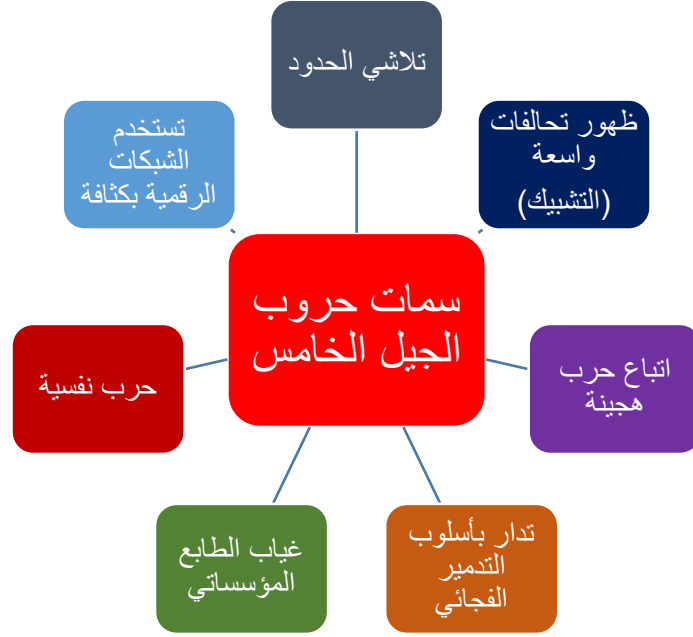 تلاشي الحدود
ظهور تحالفات
واسعة
(التشبيك)
تستخدم
الشبكات
الرقمية بكثافة
سمات حروب
الجيل الخامس
اتباع حرب
هجينة
حرب نفسية
تدار بأسلوب
التدمير
الفجائي
غياب الطابع
المؤسساتي